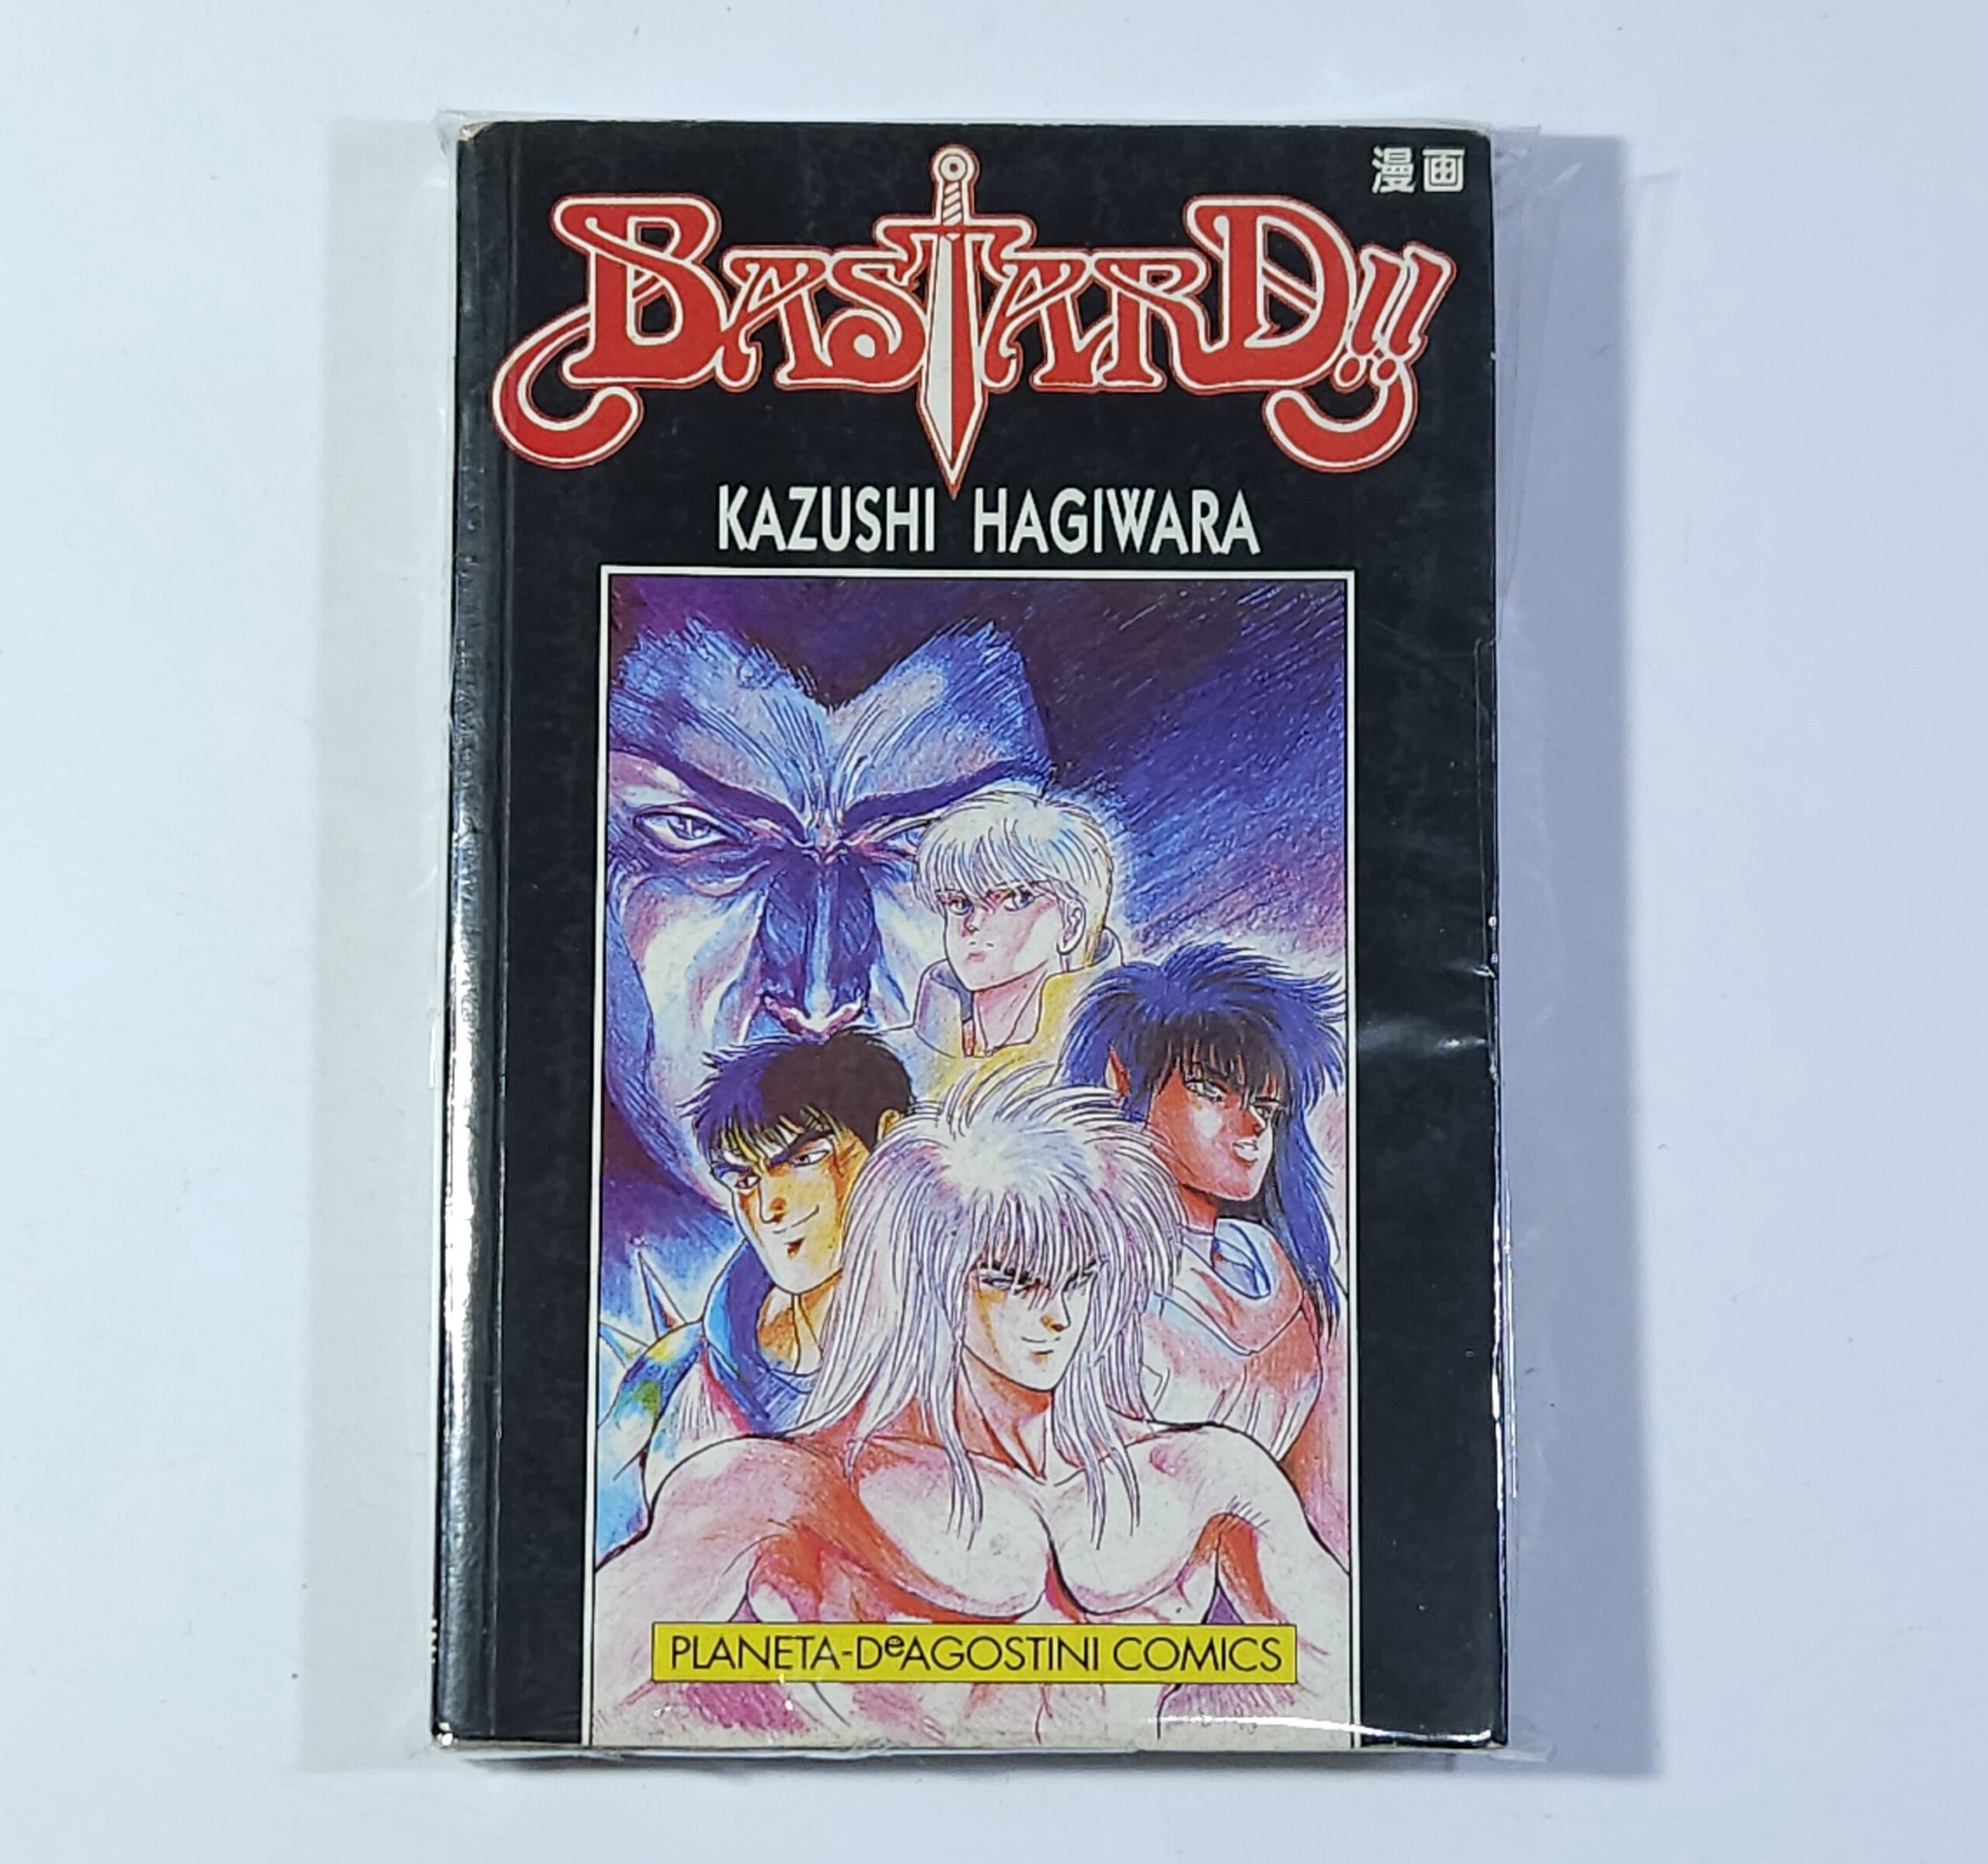 漫画
BASTARD!!
KAZUSHI HAGIWARA
PLANETA-DeAGOSTINI COMICS